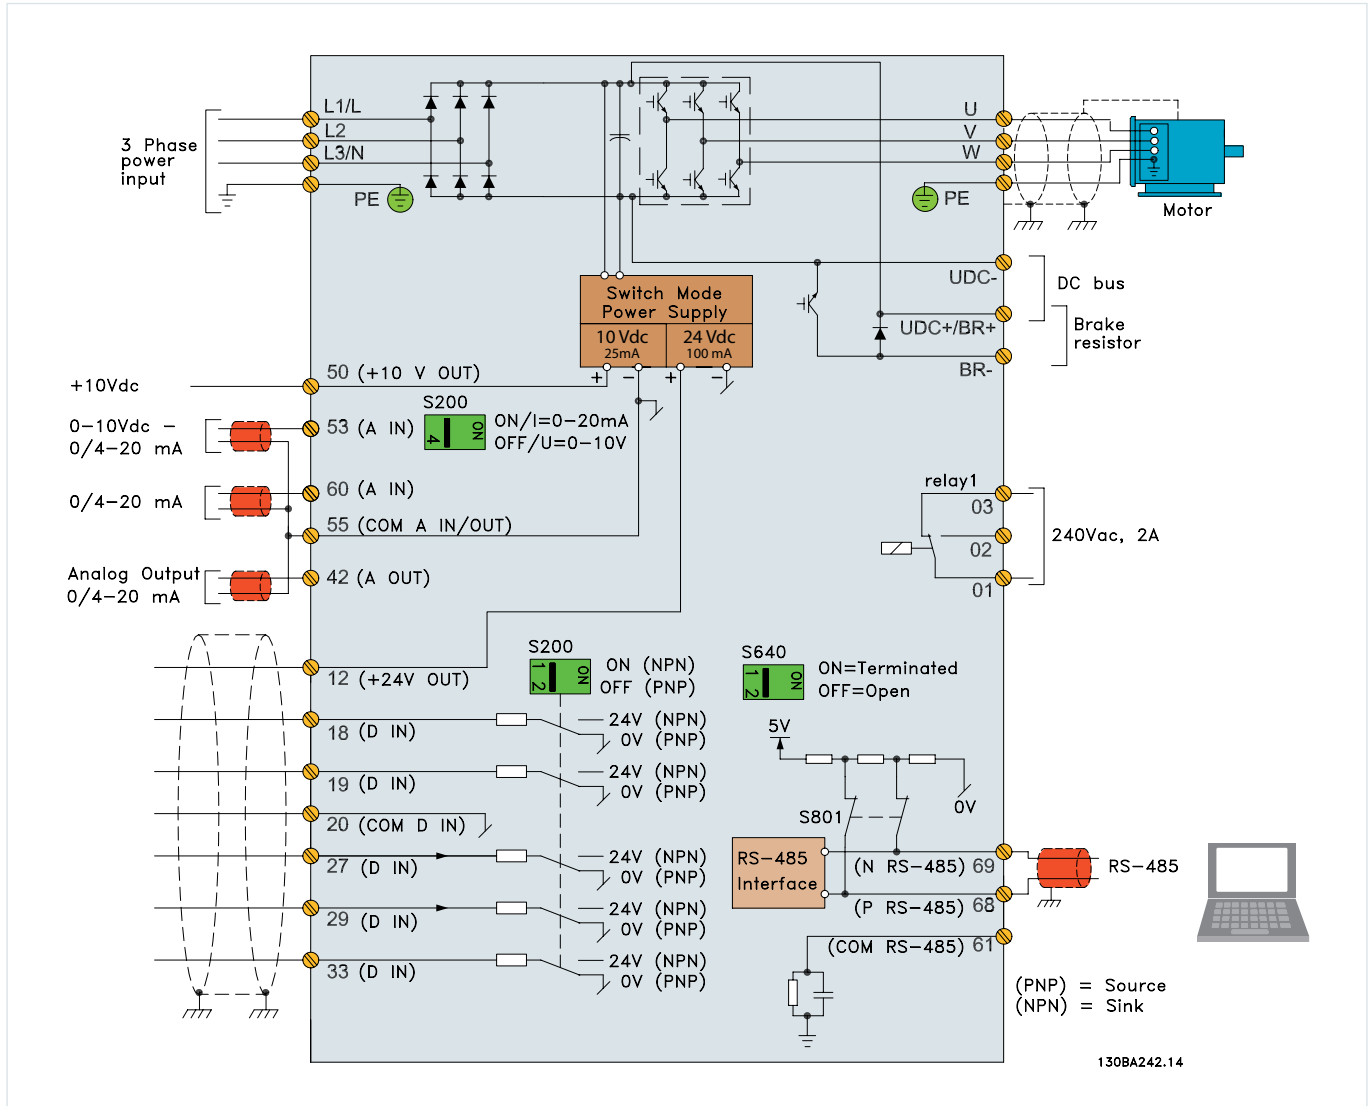 3 Phase
power
input
L1/L
L2
L3/N
PE
U
V
W
PE
Motor
UDC-
DC bus
UDC+/BR+
Brake
resistor
BR-
Switch Mode
Power Supply
10 Vdc
25mA
24 Vdc
100 mA
+ - + -
+10Vdc
50 (+10 V OUT)
S200
ON
4
ON/I=0-20mA
OFF/U=0-10V
0-10Vdc -
0/4-20 mA
53 (A IN)
0/4-20 mA
60 (A IN)
55 (COM A IN/OUT)
Analog Output
0/4-20 mA
42 (A OUT)
relay1
03
02
01
240Vac, 2A
12 (+24V OUT)
S200
1 2
ON
ON (NPN)
OFF (PNP)
S640
1 2
ON
ON=Terminated
OFF=Open
18 (D IN)
24V (NPN)
0V (PNP)
19 (D IN)
24V (NPN)
0V (PNP)
20 (COM D IN)
27 (D IN)
24V (NPN)
0V (PNP)
29 (D IN)
24V (NPN)
0V (PNP)
33 (D IN)
24V (NPN)
0V (PNP)
5V
0V
S801
RS-485
Interface
(N RS-485) 69
(P RS-485) 68
(COM RS-485) 61
RS-485
(PNP) = Source
(NPN) = Sink
130BA242.14